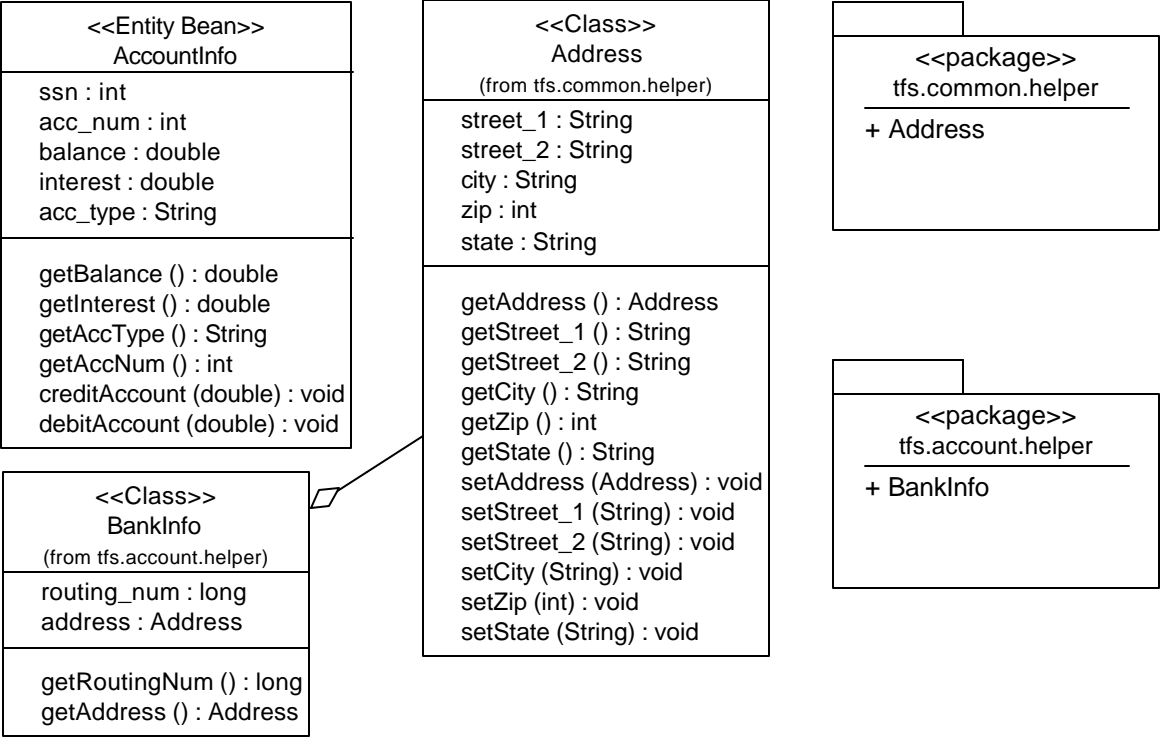 <<Entity Bean>>
AccountInfo
ssn : int
acc_num : int
balance : double
interest : double
acc_type : String
getBalance () : double
getInterest () : double
getAccType () : String
getAccNum () : int
creditAccount (double) : void
debitAccount (double) : void
<<Class>>
BankInfo
(from tfs.account.helper)
routing_num : long
address : Address
getRoutingNum () : long
getAddress () : Address
<<Class>>
Address
(from tfs.common.helper)
street_1 : String
street_2 : String
city : String
zip : int
state : String
getAddress () : Address
getStreet_1 () : String
getStreet_2 () : String
getCity () : String
getZip () : int
getState () : String
setAddress (Address) : void
setStreet_1 (String) : void
setStreet_2 (String) : void
setCity (String) : void
setZip (int) : void
setState (String) : void
<<package>>
tfs.common.helper
+ Address
<<package>>
tfs.account.helper
+ BankInfo